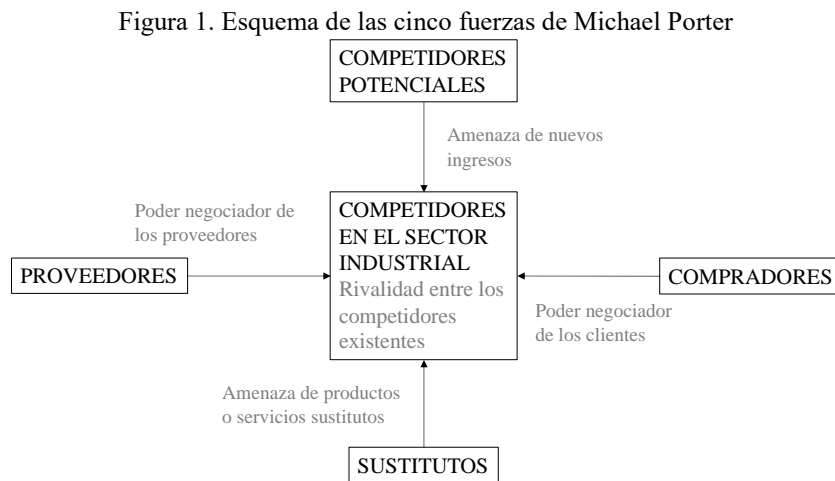 Figura 1. Esquema de las cinco fuerzas de Michael Porter
COMPETIDORES
POTENCIALES
Amenaza de nuevos
ingresos
Poder negociador de
los proveedores
COMPETIDORES
EN EL SECTOR
INDUSTRIAL
Rivalidad entre los
competidores
existentes
PROVEEDORES
COMPRADORES
Poder negociador
de los clientes
Amenaza de productos
o servicios sustitutos
SUSTITUTOS